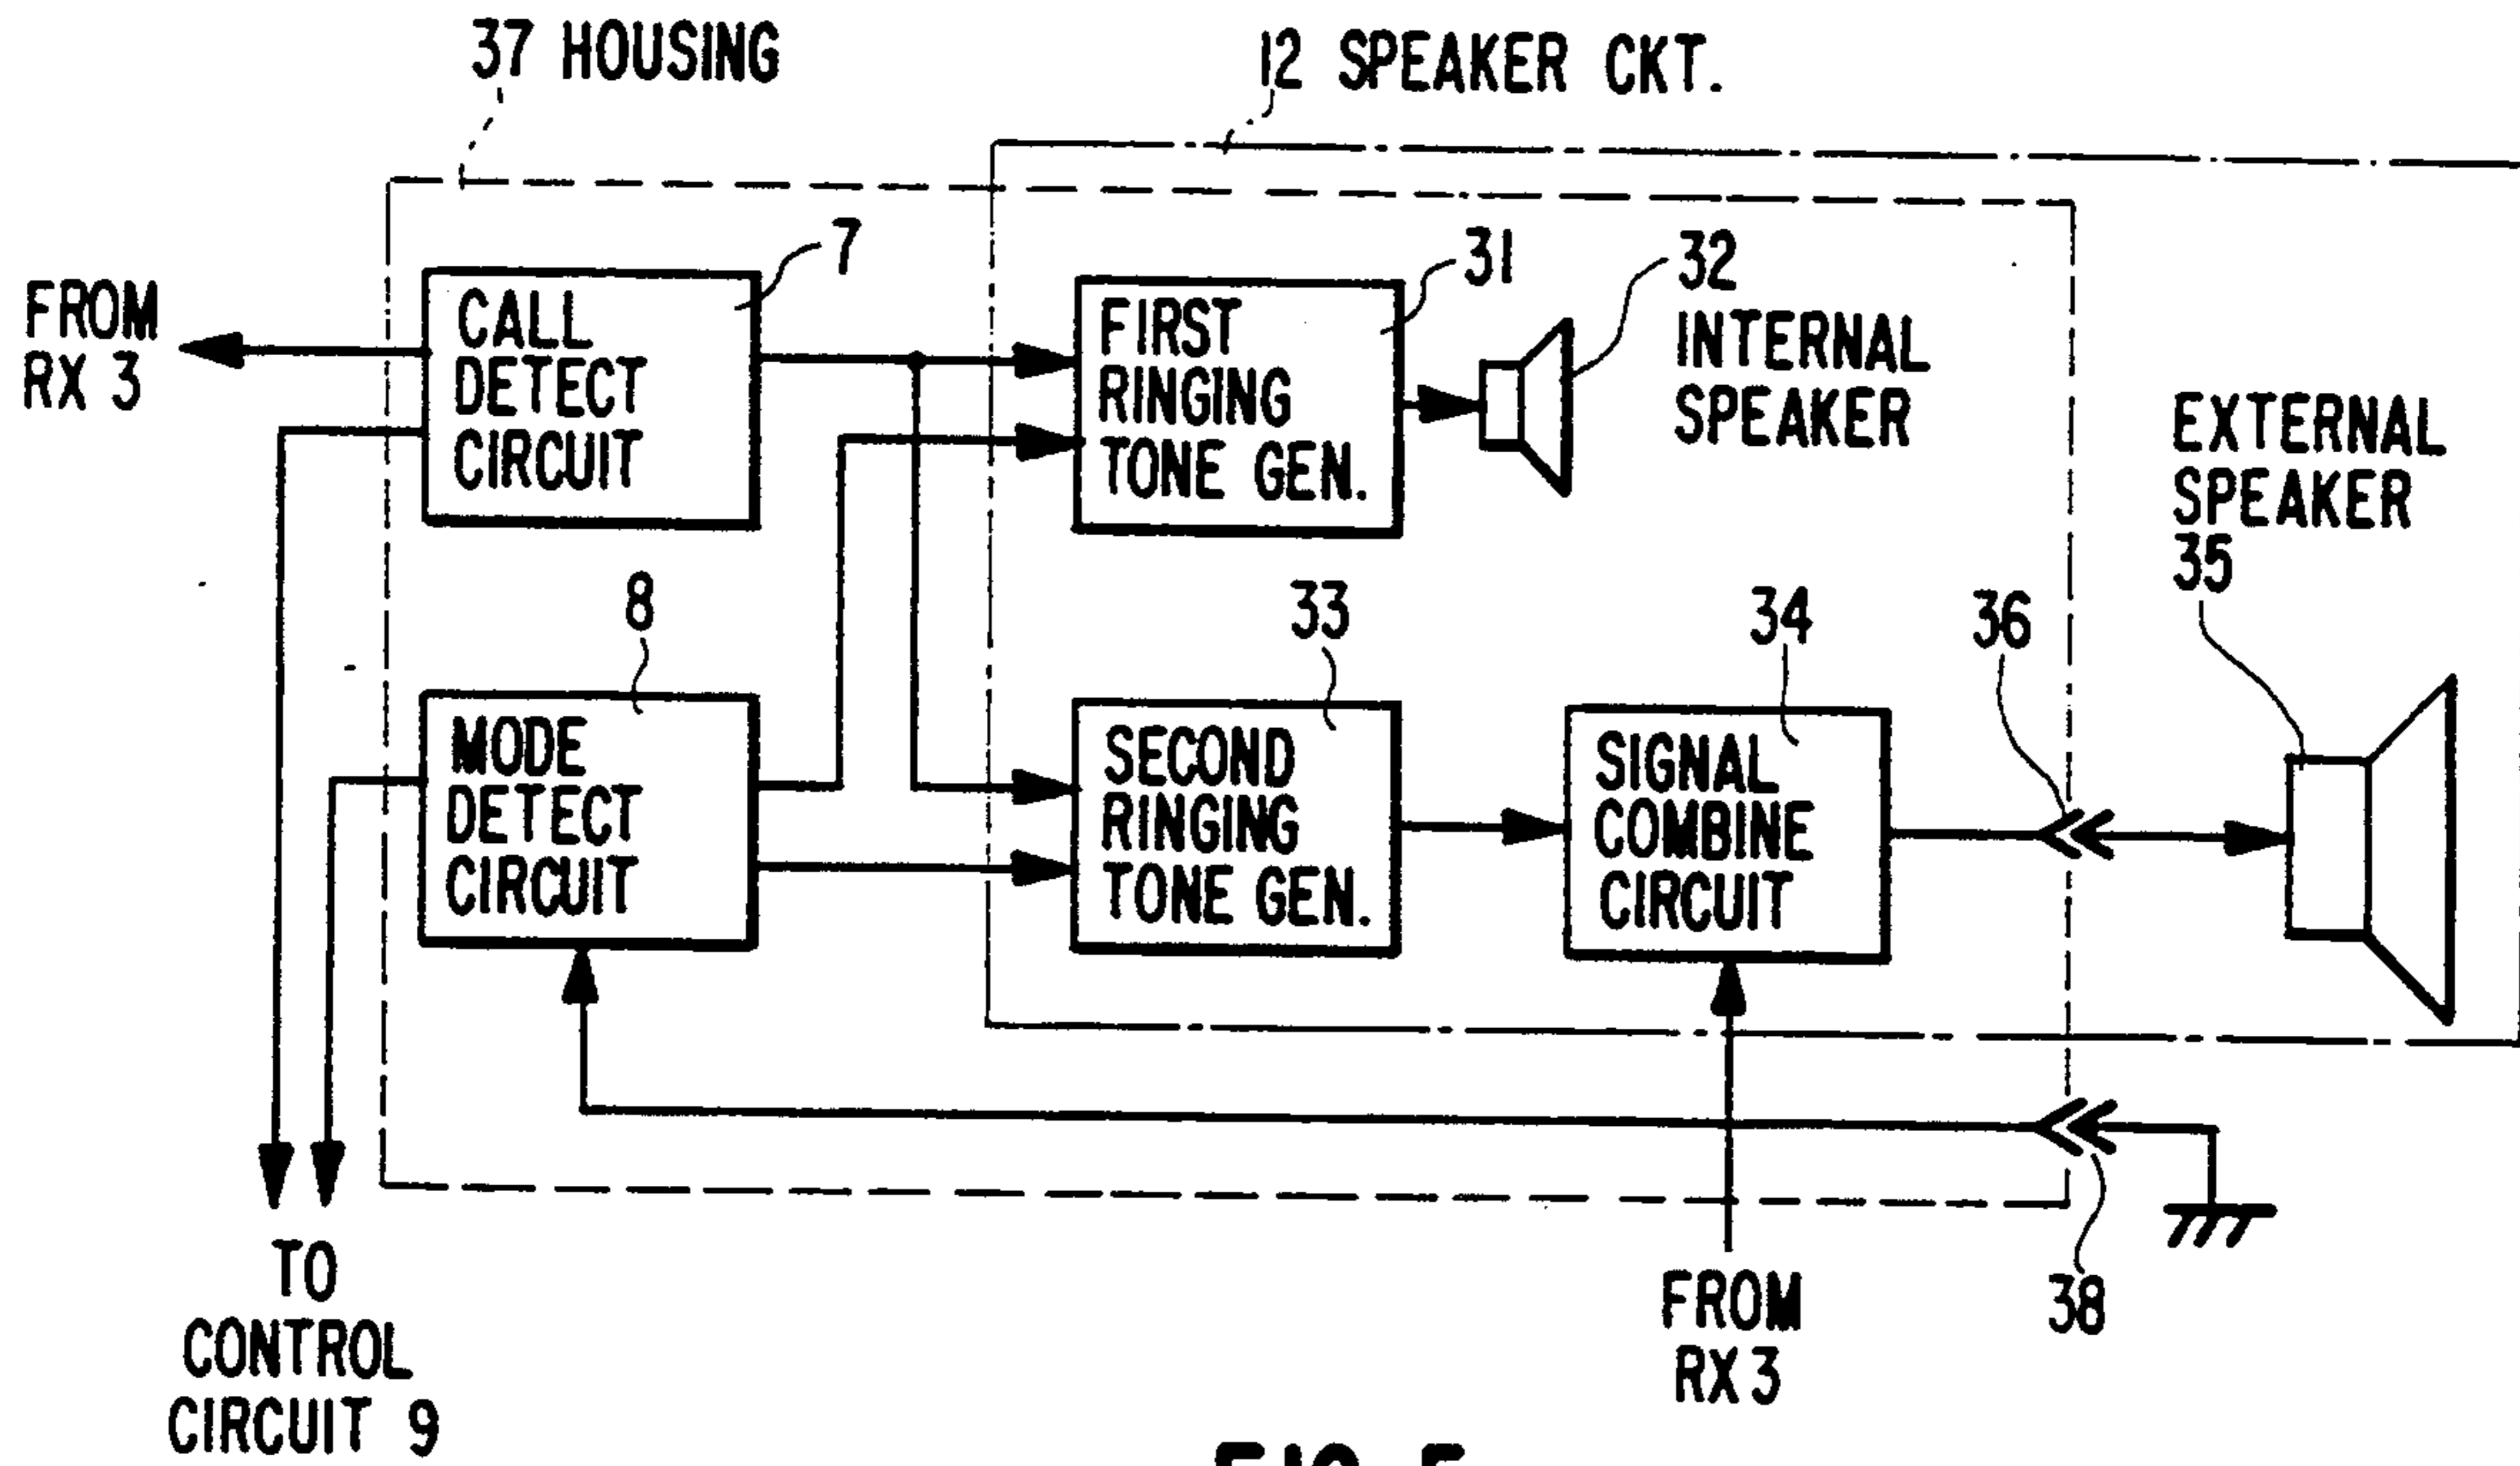 37 HOUSING
12 SPEAKER CKT.
FROM
RX 3
CALL
DETECT
CIRCUIT
7
FIRST
RINGING
TONE GEN.
31
32
INTERNAL
SPEAKER
EXTERNAL
SPEAKER
35
8
MODE
DETECT
CIRCUIT
33
SECOND
RINGING
TONE GEN.
34
SIGNAL
COMBINE
CIRCUIT
36
TO
CONTROL
CIRCUIT 9
FROM
RX 3
38